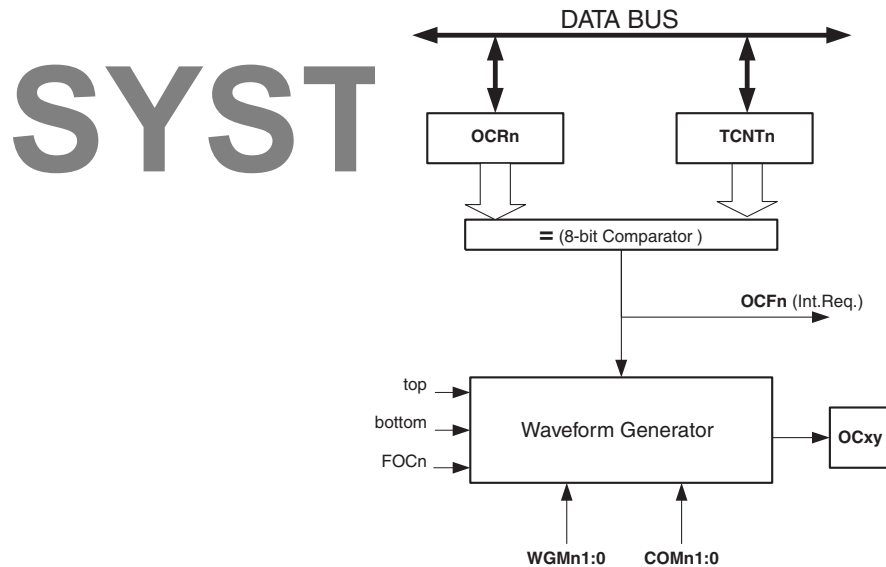 DATA BUS
SYST
OCRn
TCNTn
= (8-bit Comparator )
OCFn (Int.Req.)
top
bottom
FOCn
Waveform Generator
OCxy
WGMn1:0
COMn1:0